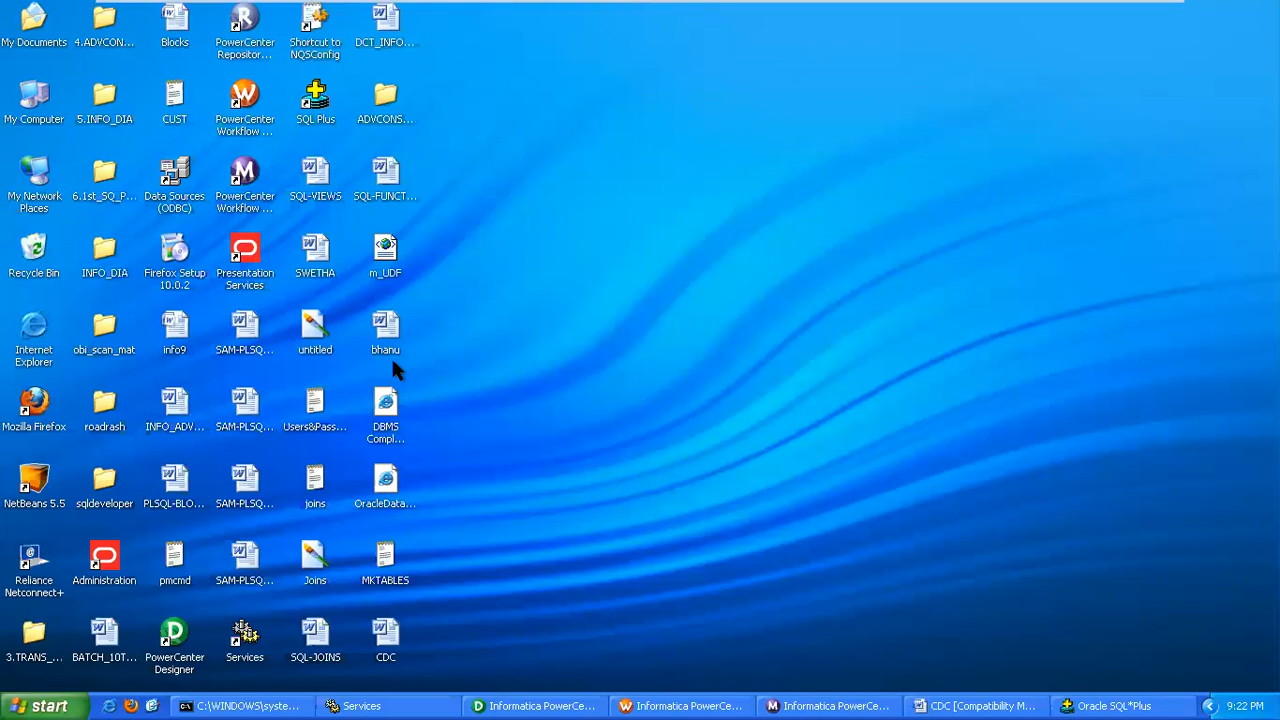 My Documents
4.ADVCON...
Blocks
PowerCenter
Repositor...
Shortcut to
NQSConfig
DCT_INFO...
My Computer
5.INFO_DIA
CUST
PowerCenter
Workflow ...
SQL Plus
ADVCONS...
My Network
Places
6.1st_SQ_P...
Data Sources
(ODBC)
PowerCenter
Workflow ...
SQL-VIEWS
SQL-FUNCT...
Recycle Bin
INFO_DIA
Firefox Setup
10.0.2
Presentation
Services
SWETHA
m_UDF
Internet
Explorer
obi_scan_mat
info9
SAM-PLSQ...
untitled
bhanu
Mozilla Firefox
roadrash
INFO_ADV...
SAM-PLSQ...
Users&Pass...
DBMS
Compl...
NetBeans 5.5
sqldeveloper
PLSQL-BLO...
SAM-PLSQ...
joins
OracleData...
Reliance
Netconnect+
Administration
pmcmd
SAM-PLSQ...
Joins
MKTABLES
3.TRANS_...
BATCH_10T...
PowerCenter
Designer
Services
SQL-JOINS
CDC
start
C:\WINDOWS\syste...
Services
Informatica PowerCe...
Informatica PowerCe...
Informatica PowerCe...
CDC [Compatibility M...
Oracle SQL*Plus
9:22 PM